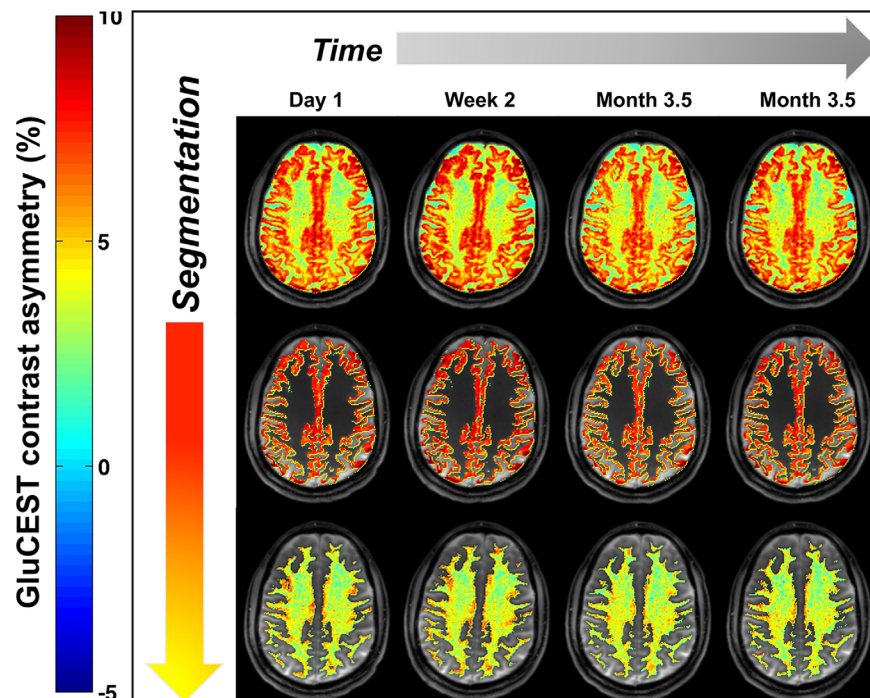 GluCEST contrast asymmetry (%)
10
5
0
-5
Time
Segmentation
Day 1
Week 2
Month 3.5
Month 3.5